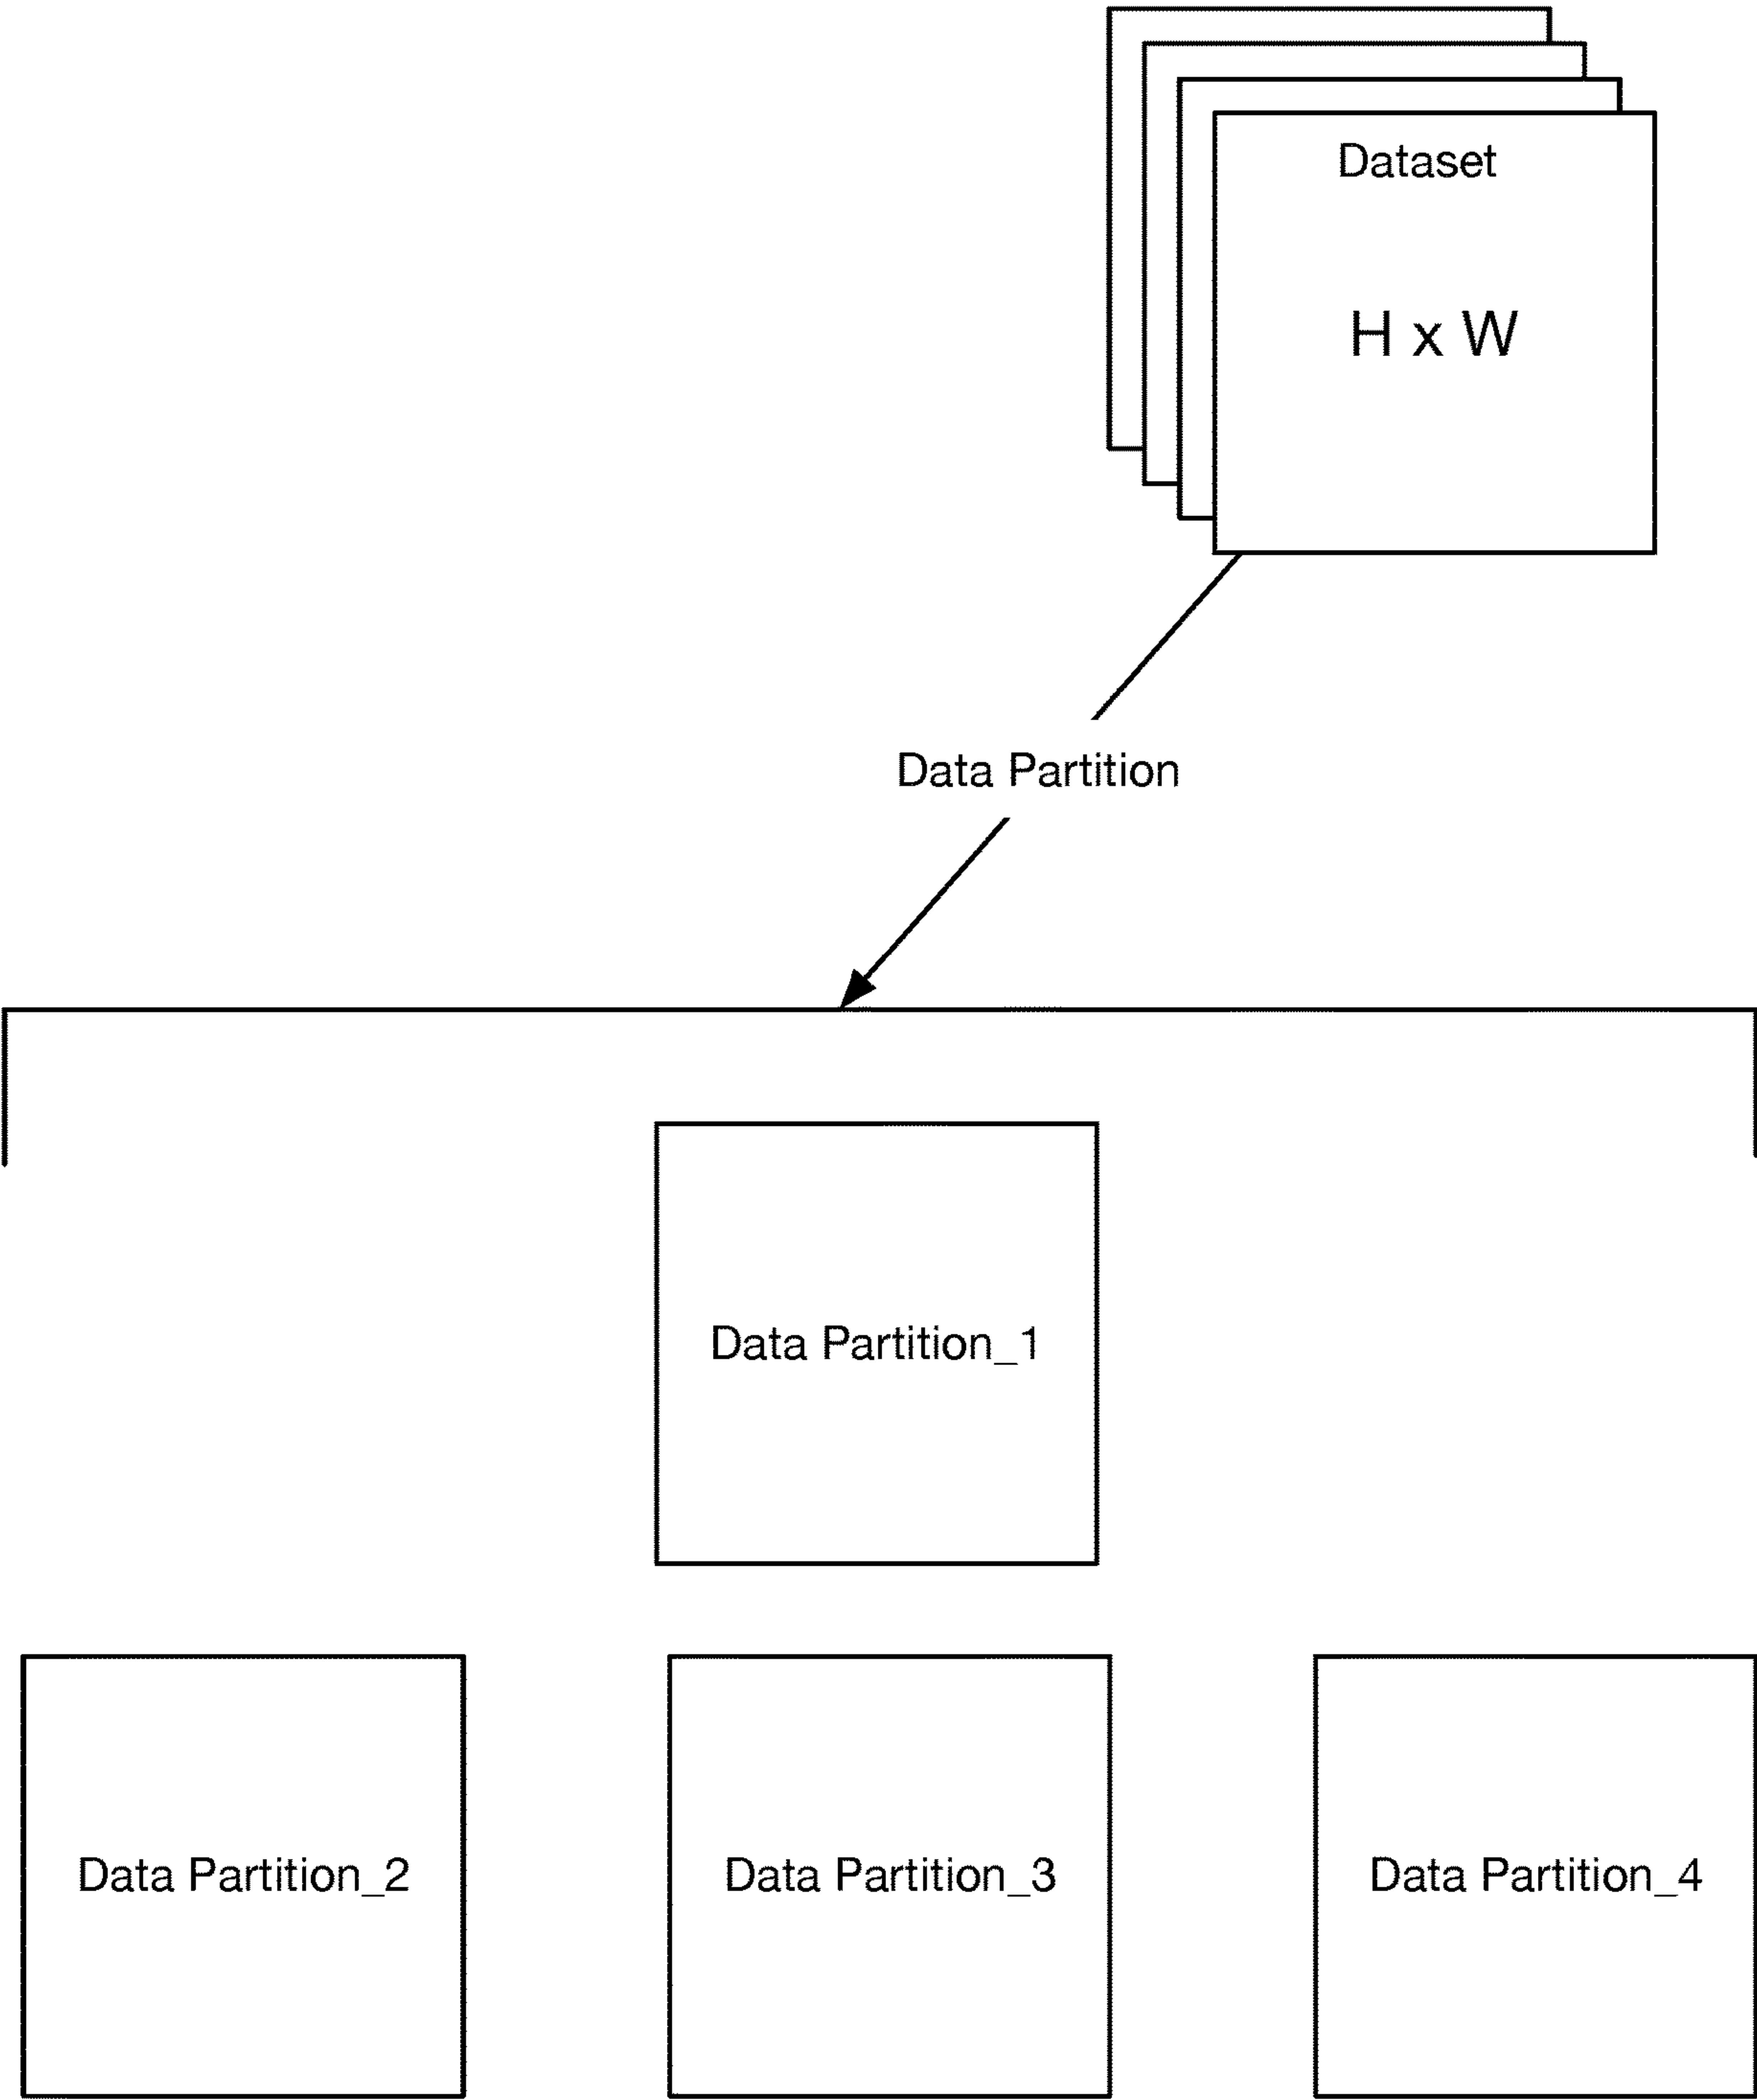 Dataset
H x W
Data Partition
Data Partition_1
Data Partition_2
Data Partition_3
Data Partition_4